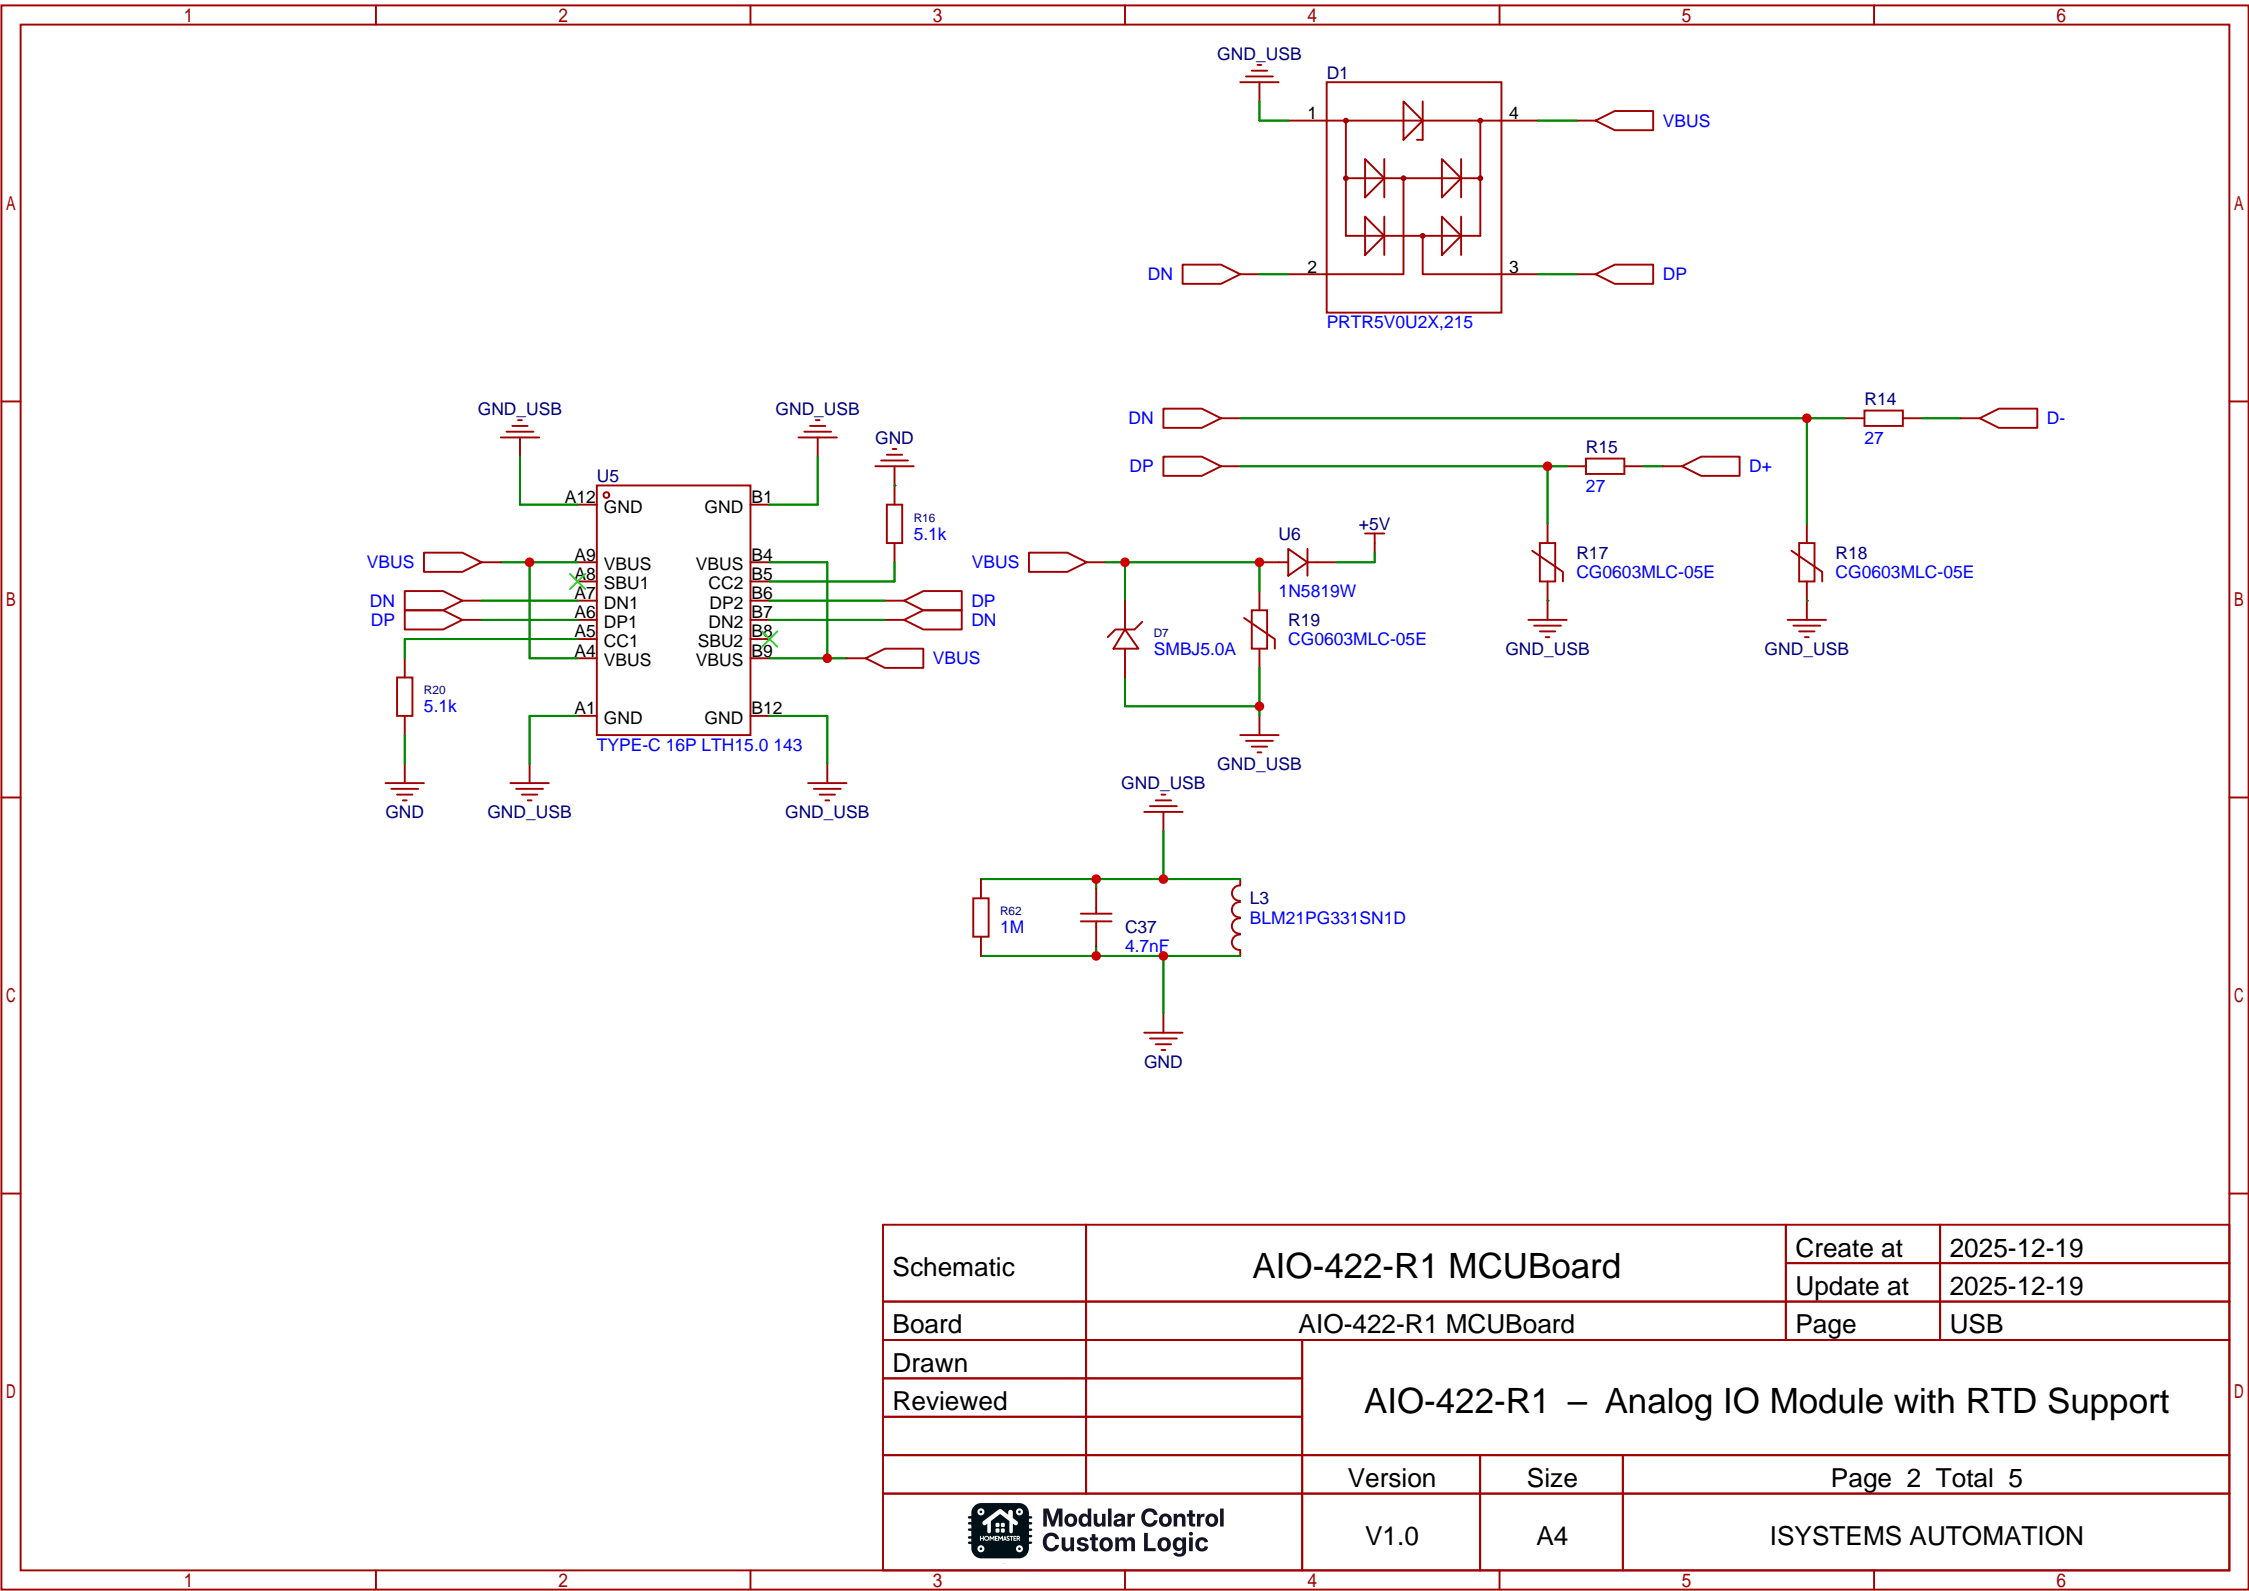 1 2 3 4 5 6
A A
B B
C C
D D
GND_USB
D1
1 4 VBUS
DN 2 3 DP
PRTR5V0U2X,215
GND_USB GND_USB
GND
U5
A12 GND GND B1
R16
5.1k
VBUS A9 VBUS VBUS B4
A8 SBU1 CC2 B5
DN A7 DN1 DP2 B6 DP
DP A6 DP1 DN2 B7 DN
A5 CC1 SBU2 B8
A4 VBUS VBUS B9 VBUS
R20
5.1k
A1 GND GND B12
TYPE-C 16P LTH15.0 143
GND GND_USB GND_USB
DN R14 D-
27
DP R15 D+
27
VBUS U6 +5V
1N5819W
D7
SMBJ5.0A
R19
CG0603MLC-05E
GND_USB
R17
CG0603MLC-05E
GND_USB
R18
CG0603MLC-05E
GND_USB
GND_USB
R62
1M
C37
4.7nF
L3
BLM21PG331SN1D
GND
Schematic AIO-422-R1 MCUBoard Create at 2025-12-19
Update at 2025-12-19
Board AIO-422-R1 MCUBoard Page USB
Drawn
Reviewed
AIO-422-R1 – Analog IO Module with RTD Support
Version Size Page 2 Total 5
HOMEMASTER
Modular Control
Custom Logic
V1.0 A4 ISYSTEMS AUTOMATION
1 2 3 4 5 6